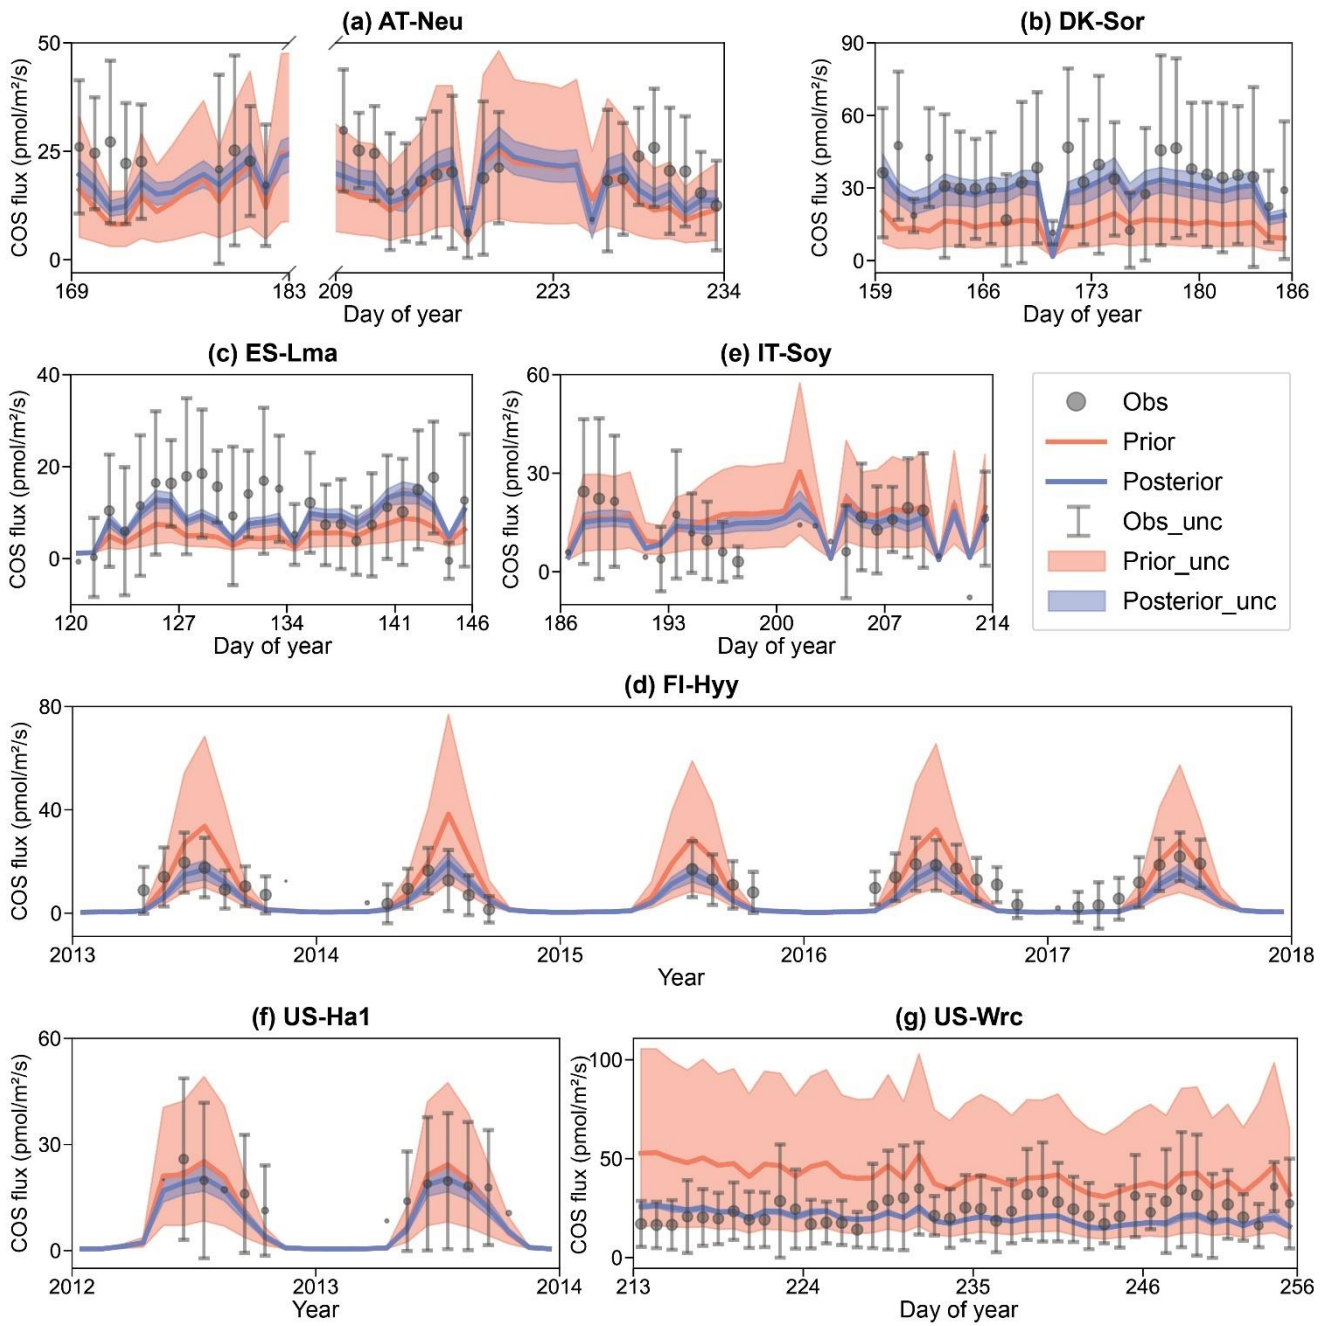 (a) AT-Neu
COS flux (pmol/m²/s)
50
25
0
169
183
209
223
234
Day of year
(b) DK-Sor
COS flux (pmol/m²/s)
90
60
30
0
159
166
173
180
186
Day of year
(c) ES-Lma
COS flux (pmol/m²/s)
40
20
0
120
127
134
141
146
Day of year
(e) IT-Soy
COS flux (pmol/m²/s)
60
30
0
186
193
200
207
214
Day of year
Obs
Prior
Posterior
Obs_unc
Prior_unc
Posterior_unc
(d) FI-Hyy
COS flux (pmol/m²/s)
80
40
0
2013
2014
2015
2016
2017
2018
Year
(f) US-Ha1
COS flux (pmol/m²/s)
60
30
0
2012
2013
2014
Year
(g) US-Wrc
COS flux (pmol/m²/s)
100
50
0
213
224
235
246
256
Day of year